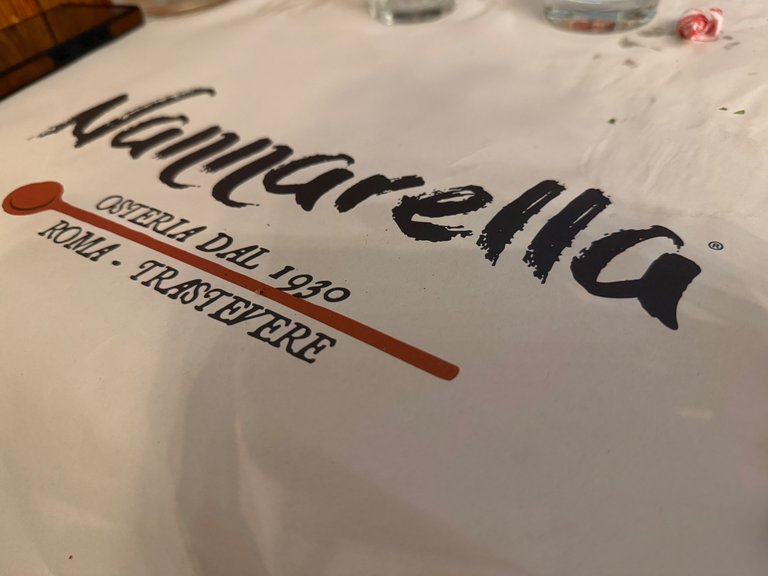 Nannarella®
OSTERIA DAL 1930
ROMA - TRASTEVERE